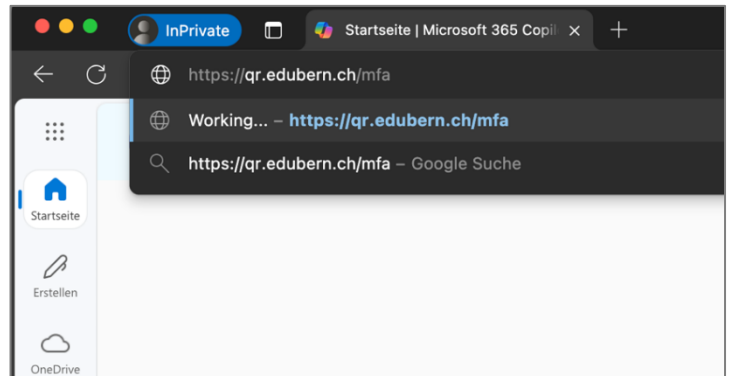 InPrivate
Startseite | Microsoft 365 Copil
https://qr.edubern.ch/mfa
Working... – https://qr.edubern.ch/mfa
https://qr.edubern.ch/mfa – Google Suche
Startseite
Erstellen
OneDrive